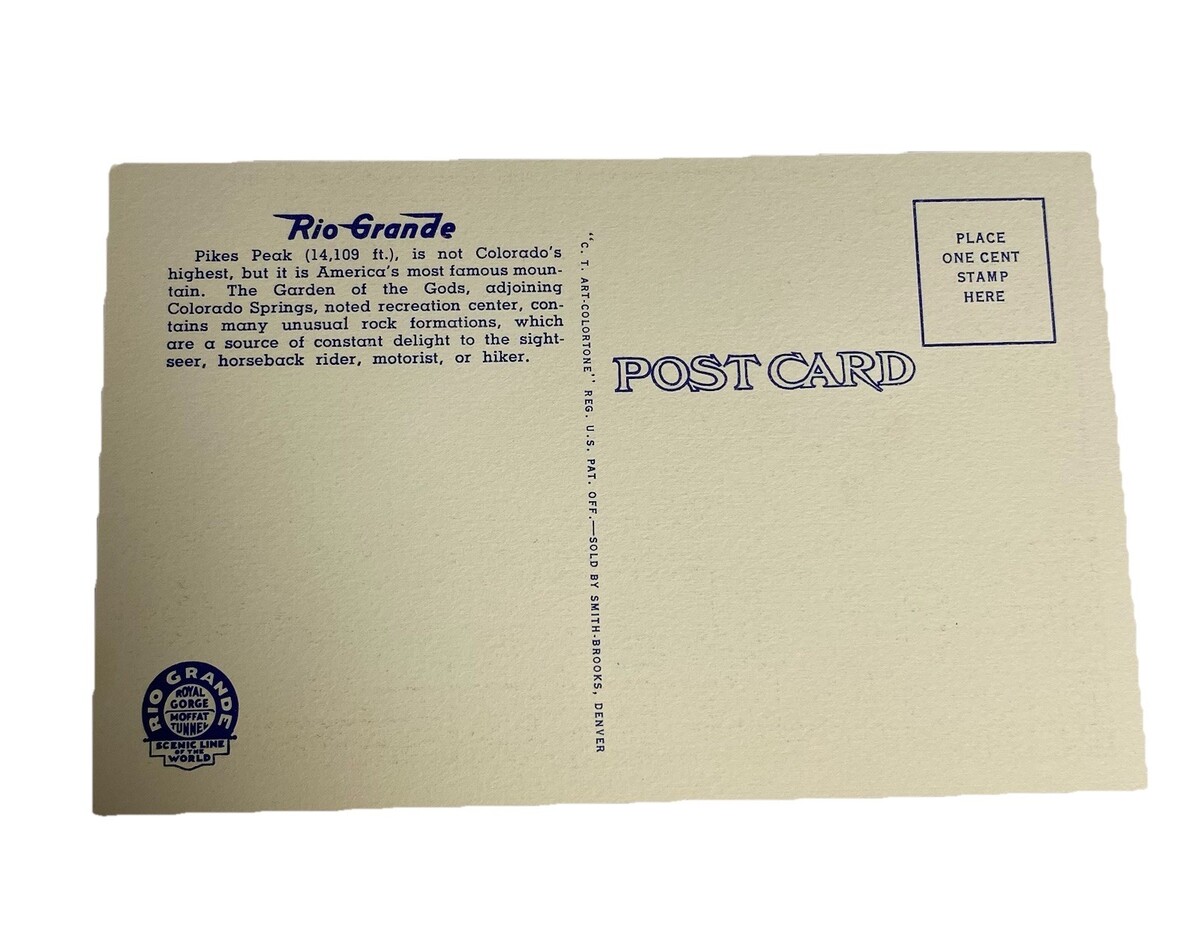 Rio Grande
Pikes Peak (14,109 ft.), is not Colorado's
highest, but it is America's most famous moun-
tain. The Garden of the Gods, adjoining
Colorado Springs, noted recreation center, con-
tains many unusual rock formations, which
are a source of constant delight to the sight-
seer, horseback rider, motorist, or hiker.
RIO GRANDE
ROYAL
GORGE
MOFFAT
TUNNEL
SCENIC LINE
OF THE
WORLD
"C. T. ART-COLORTONE" REG. U.S. PAT. OFF.—SOLD BY SMITH-BROOKS, DENVER
POST CARD
PLACE
ONE CENT
STAMP
HERE